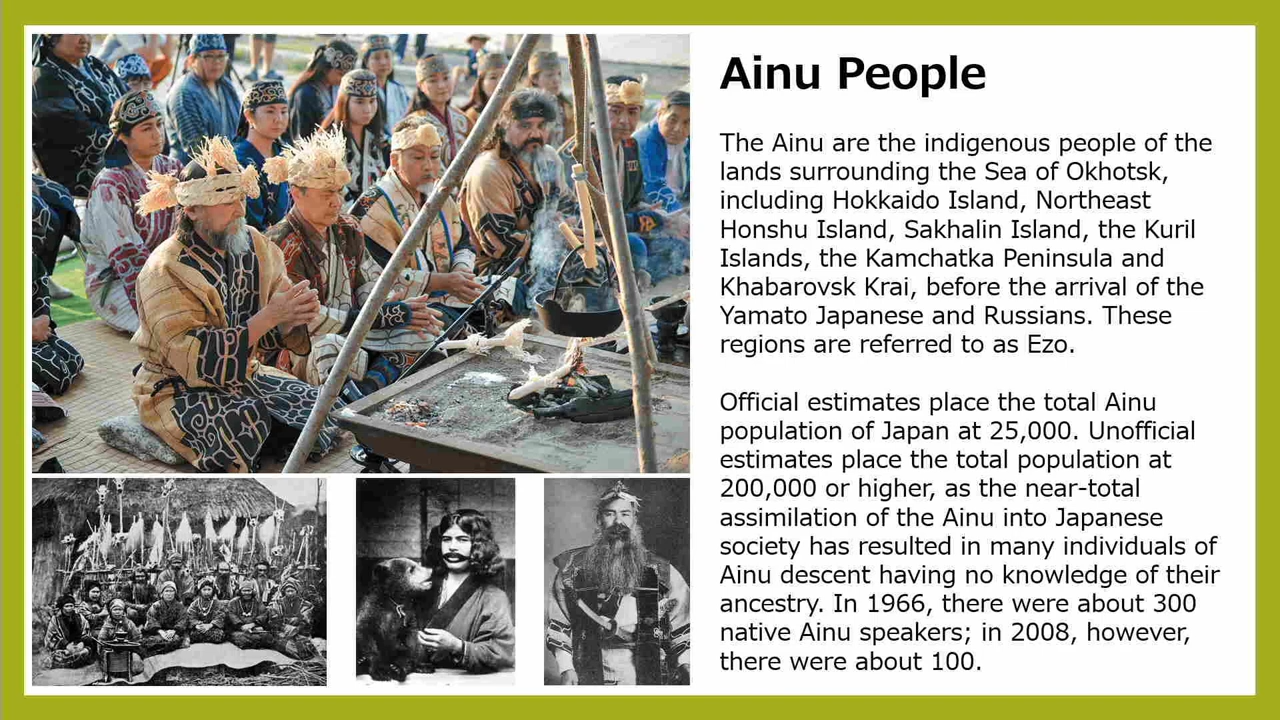 Ainu People
The Ainu are the indigenous people of the
lands surrounding the Sea of Okhotsk,
including Hokkaido Island, Northeast
Honshu Island, Sakhalin Island, the Kuril
Islands, the Kamchatka Peninsula and
Khabarovsk Krai, before the arrival of the
Yamato Japanese and Russians. These
regions are referred to as Ezo.
Official estimates place the total Ainu
population of Japan at 25,000. Unofficial
estimates place the total population at
200,000 or higher, as the near-total
assimilation of the Ainu into Japanese
society has resulted in many individuals of
Ainu descent having no knowledge of their
ancestry. In 1966, there were about 300
native Ainu speakers; in 2008, however,
there were about 100.